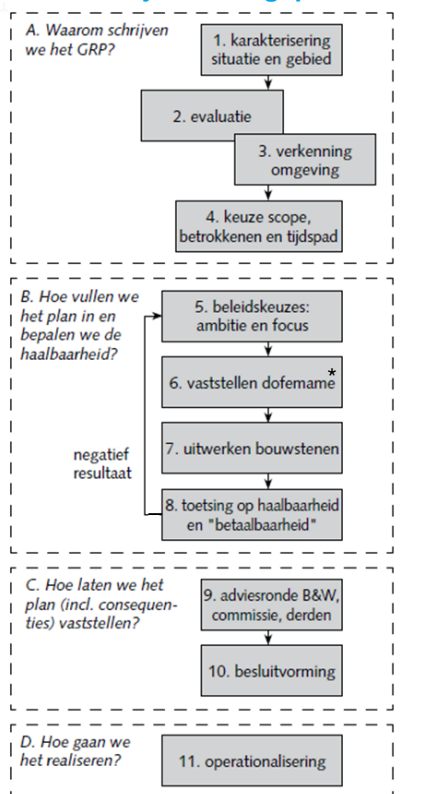 A. Waarom schrijven
we het GRP?
1. karakterisering
situatie en gebied
2. evaluatie
3. verkenning
omgeving
4. keuze scope,
betrokkenen en tijdspad
B. Hoe vullen we
het plan in en
bepalen we de
haalbaarheid?
5. beleidskeuzes:
ambitie en focus
6. vaststellen dofemame*
7. uitwerken bouwstenen
negatief
resultaat
8. toetsing op haalbaarheid
en "betaalbaarheid"
C. Hoe laten we het
plan (incl. consequen-
ties) vaststellen?
9. adviesronde B&W,
commissie, derden
10. besluitvorming
D. Hoe gaan we
het realiseren?
11. operationalisering